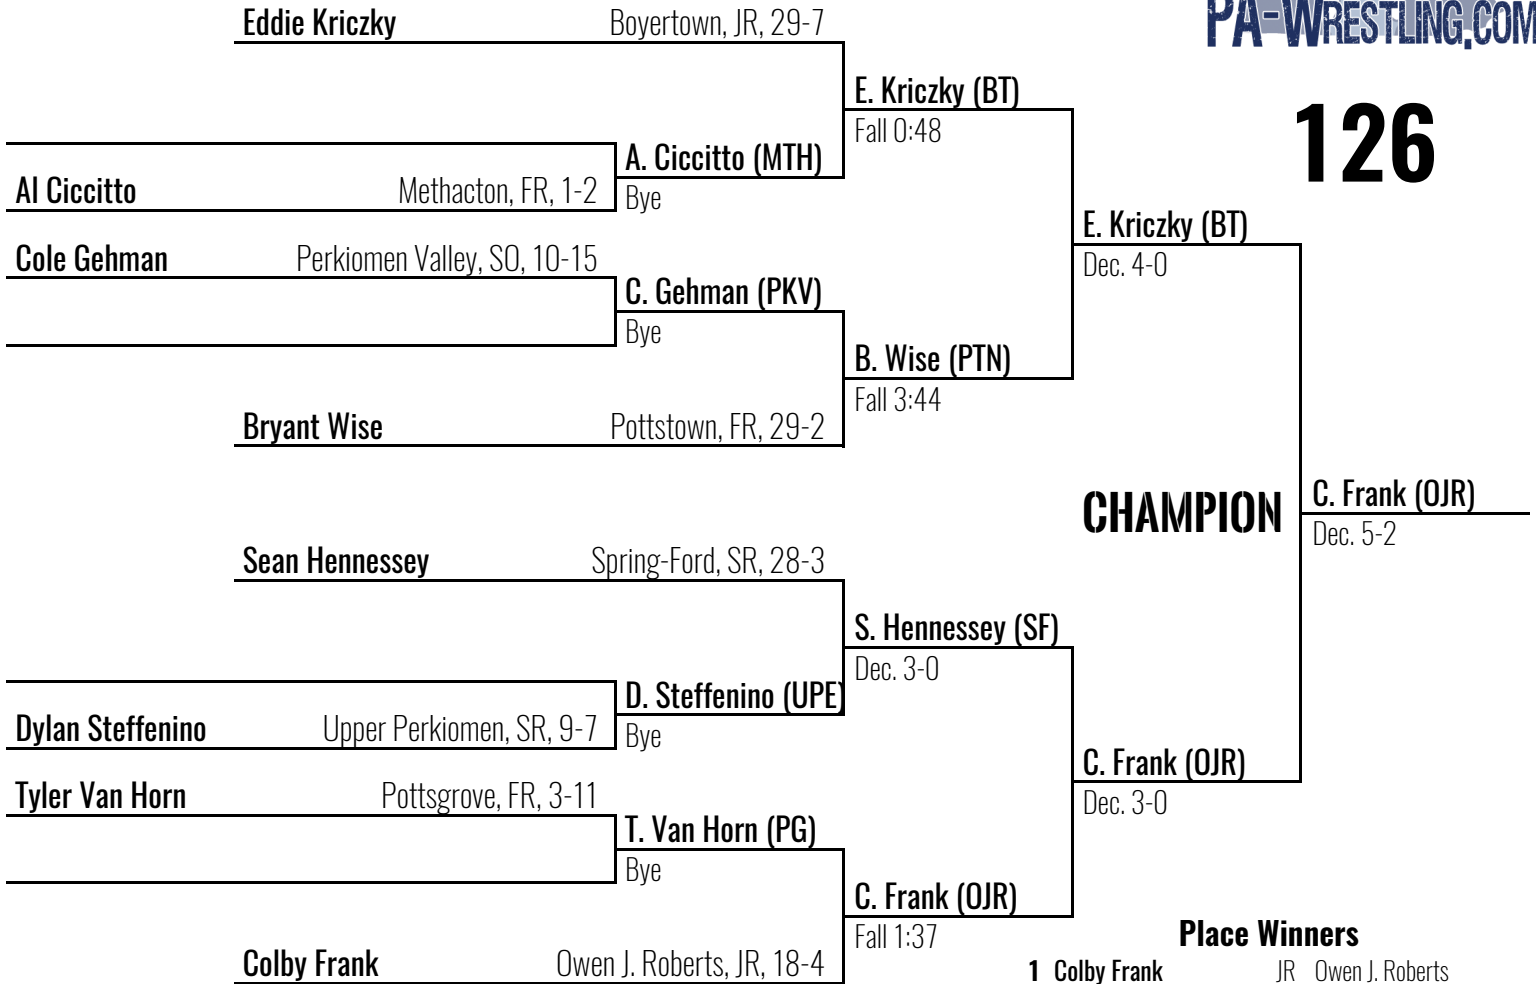 PA-WRESTLING.COM
126
Eddie Kriczky Boyertown, JR, 29-7
E. Kriczky (BT)
Fall 0:48
A. Ciccitto (MTH)
Al Ciccitto Methacton, FR, 1-2
Bye
E. Kriczky (BT)
Dec. 4-0
Cole Gehman Perkiomen Valley, SO, 10-15
C. Gehman (PKV)
Bye
B. Wise (PTN)
Fall 3:44
Bryant Wise Pottstown, FR, 29-2
CHAMPION
C. Frank (OJR)
Dec. 5-2
Sean Hennessey Spring-Ford, SR, 28-3
S. Hennessey (SF)
Dec. 3-0
D. Steffenino (UPE)
Dylan Steffenino Upper Perkiomen, SR, 9-7
Bye
C. Frank (OJR)
Dec. 3-0
Tyler Van Horn Pottsgrove, FR, 3-11
T. Van Horn (PG)
Bye
C. Frank (OJR)
Fall 1:37
Colby Frank Owen J. Roberts, JR, 18-4
Place Winners
1 Colby Frank JR Owen J. Roberts